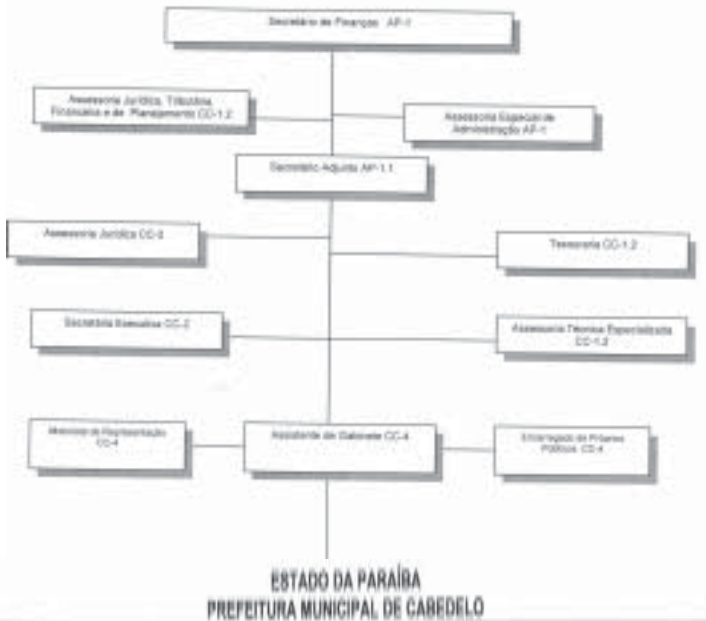 Secretário de Finanças AP-1
Assessoria Jurídica, Tributária,
Financeira e de Planejamento CC-1.2
Assessoria Especial de
Administração AP-1
Secretário Adjunto AP-1.1
Assessoria Jurídica
Tesouraria CC-1.2
Secretária Executiva CC-2
Assessoria Técnica Especializada
CC-1.2
Motorista de Representação
CC-4
Assistente de Gabinete CC-4
Encarregado de Próprios
Públicos CC-4
ESTADO DA PARAÍBA
PREFEITURA MUNICIPAL DE CABEDELO